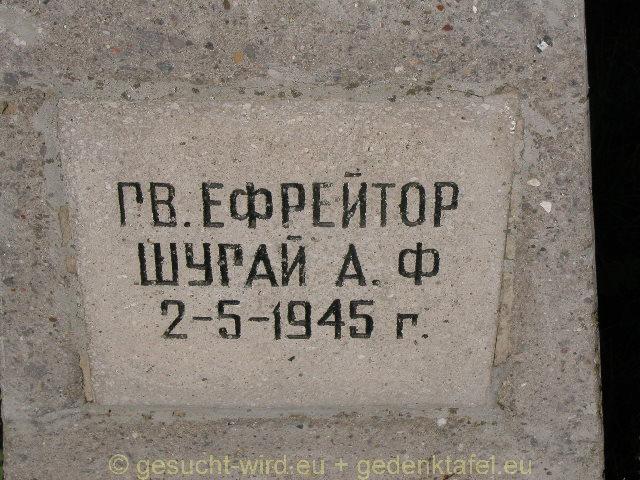 ГВ. ЕФРЕЙТОР
ШУГАЙ А. Ф
2-5-1945 г.
© gesucht-wird.eu + gedenktafel.eu